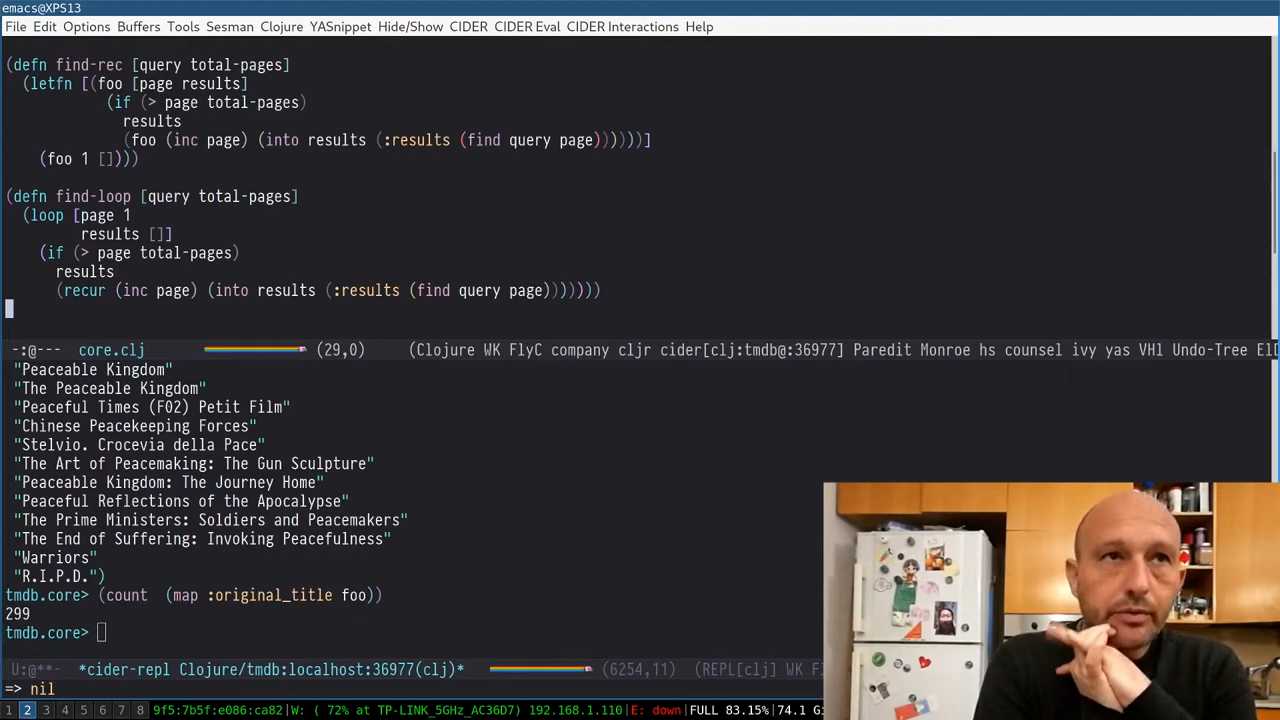 emacs@XPS13
File Edit Options Buffers Tools Sesman Clojure YASnippet Hide/Show CIDER CIDER Eval CIDER Interactions Help
(defn find-rec [query total-pages]
(letfn [(foo [page results]
(if (> page total-pages)
results
(foo (inc page) (into results (:results (find query page))))))]
(foo 1 [])))
(defn find-loop [query total-pages]
(loop [page 1
results []]
(if (> page total-pages)
results
(recur (inc page) (into results (:results (find query page)))))))
-:@--- core.clj (29,0) (Clojure WK FlyC company cljr cider[clj:tmdb@:36977] Paredit Monroe hs counsel ivy yas VHl Undo-Tree El
"Peaceable Kingdom"
"The Peaceable Kingdom"
"Peaceful Times (F02) Petit Film"
"Chinese Peacekeeping Forces"
"Stelvio. Crocevia della Pace"
"The Art of Peacemaking: The Gun Sculpture"
"Peaceable Kingdom: The Journey Home"
"Peaceful Reflections of the Apocalypse"
"The Prime Ministers: Soldiers and Peacemakers"
"The End of Suffering: Invoking Peacefulness"
"Warriors"
"R.I.P.D.")
tmdb.core> (count (map :original_title foo))
299
tmdb.core>
U:@**- *cider-repl Clojure/tmdb:localhost:36977(clj)* (6254,11) (REPL[clj] WK F
=> nil
1 2 3 4 5 6 7 8 9f5:7b5f:e086:ca82|W: ( 72% at TP-LINK_5GHz_AC36D7) 192.168.1.110|E: down|FULL 83.15%|74.1 G